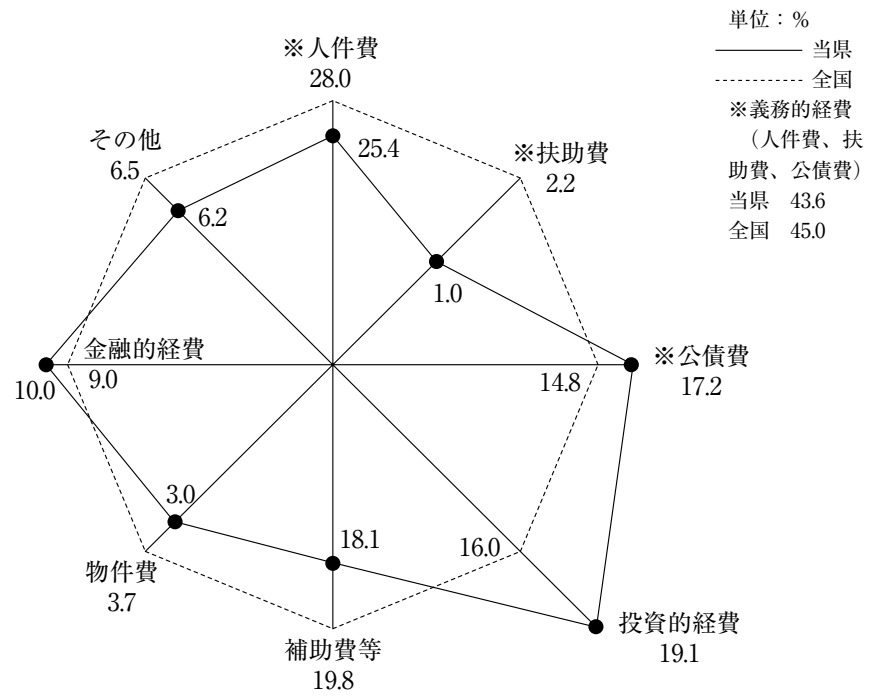 単位：％
当県
全国
※義務的経費
（人件費、扶
助費、公債費）
当県　43.6
全国　45.0
※人件費
28.0
25.4
※扶助費
2.2
1.0
※公債費
14.8
17.2
16.0
投資的経費
19.1
18.1
補助費等
19.8
3.0
物件費
3.7
金融的経費
10.0
9.0
その他
6.5
6.2